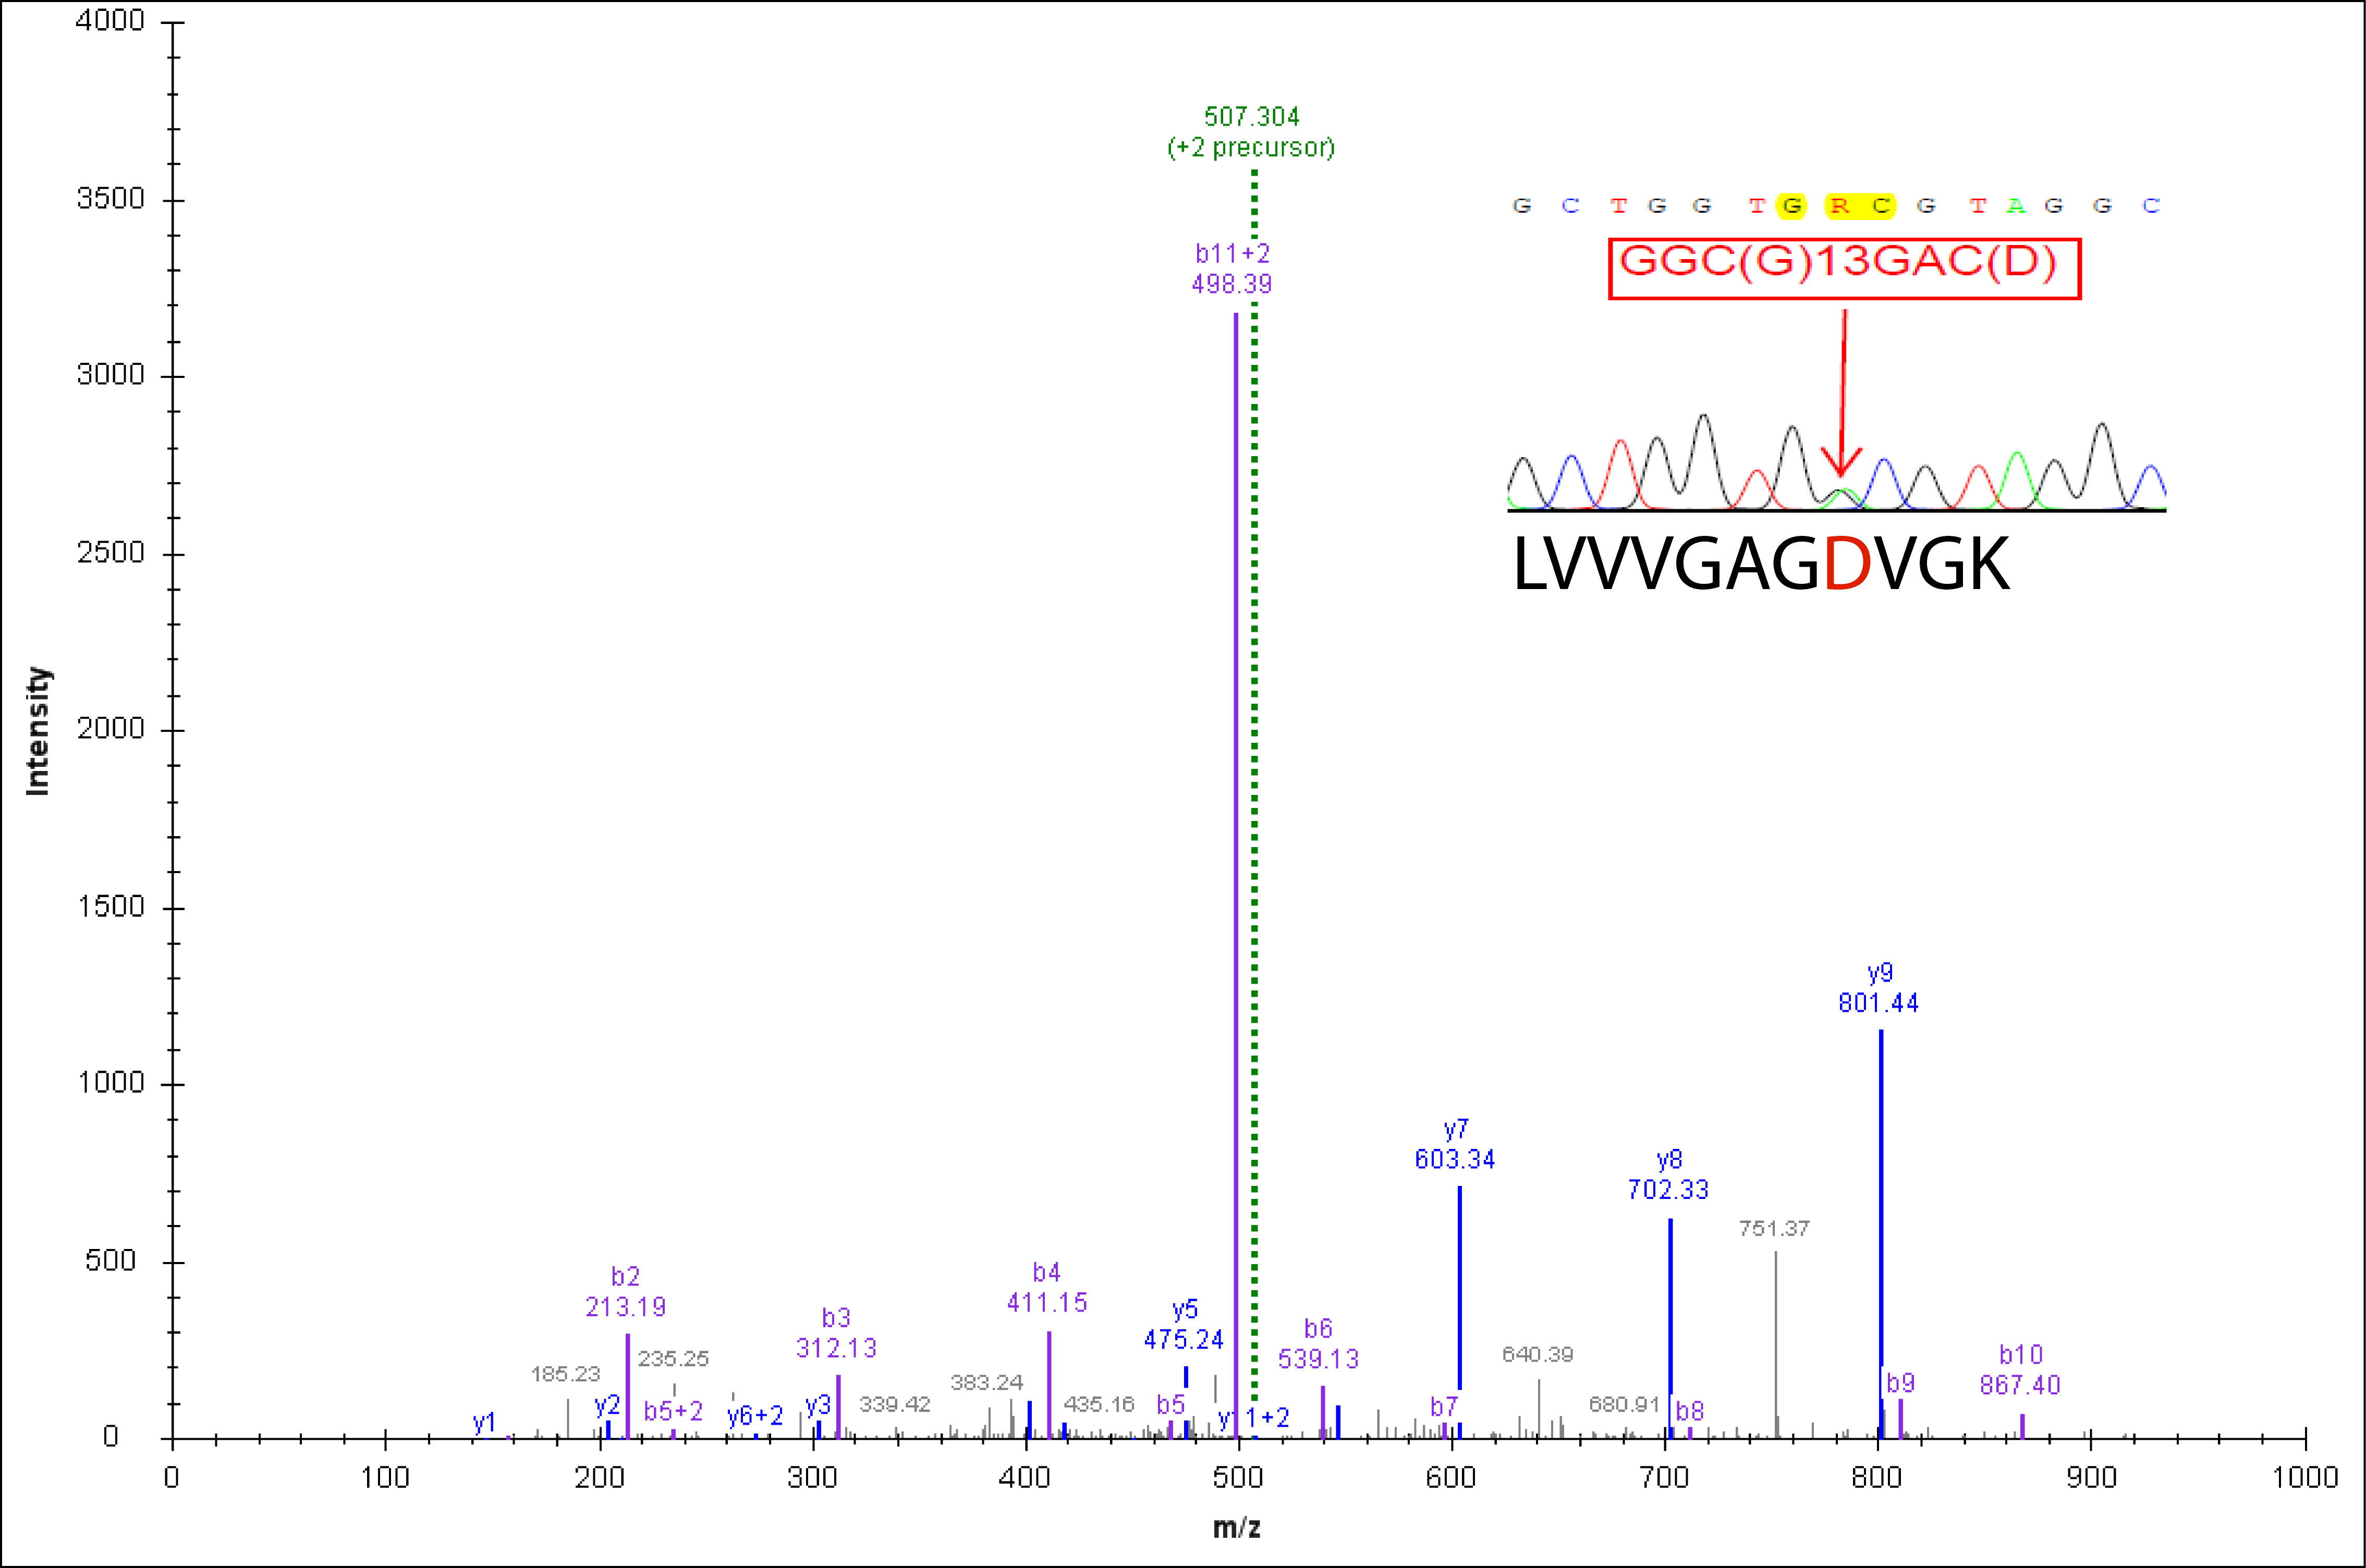 4000
3500
3000
2500
2000
1500
1000
500
0
Intensity
507.304
(+2 precursor)
b11+2
498.39
G C T G G T G R C G T A G G C
GGC(G)13GAC(D)
LVVVGAGDVGK
y9
801.44
y7
603.34
y8
702.33
751.37
b2
213.19
b4
411.15
b3
312.13
y5
475.24
b6
539.13
185.23
235.25
383.24
640.39
b10
867.40
b9
y1
y2
b5+2
y6+2
y3
339.42
435.16
b5
b7
680.91
b8
0 100 200 300 400 500 600 700 800 900 1000
m/z